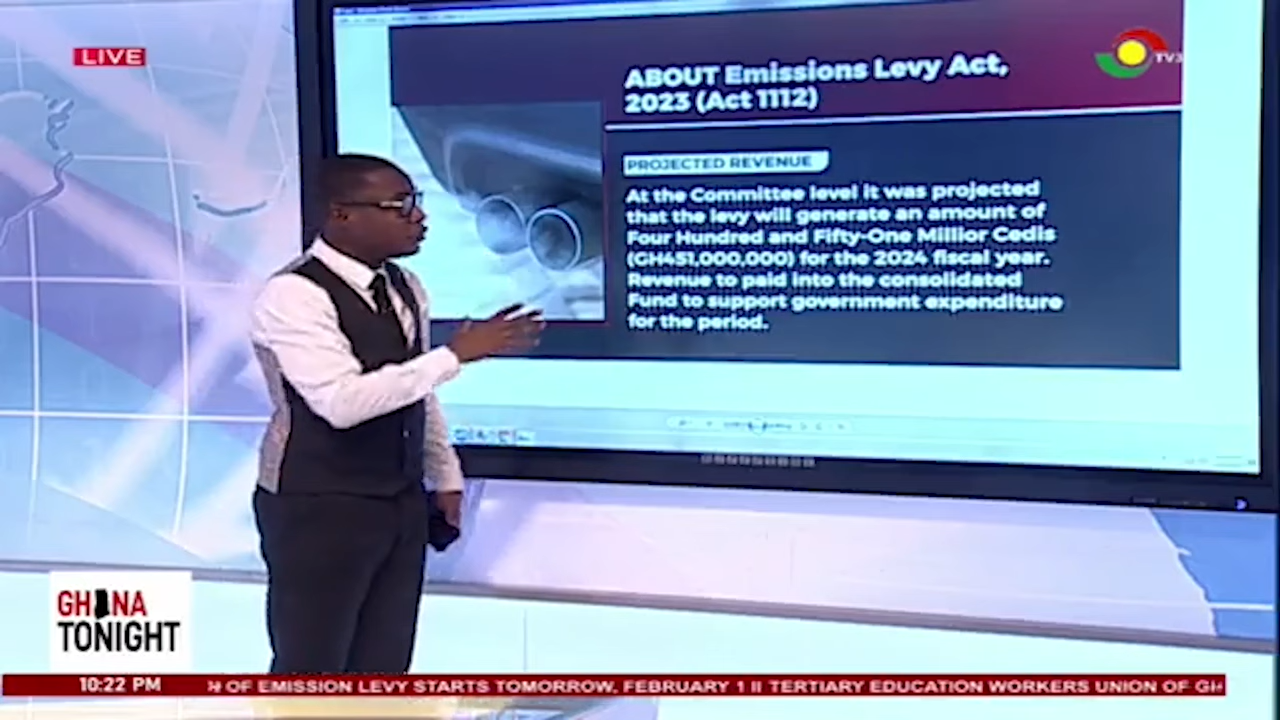 LIVE
TV3
ABOUT Emissions Levy Act,
2023 (Act 1112)
PROJECTED REVENUE
At the Committee level it was projected
that the levy will generate an amount of
Four Hundred and Fifty-One Millior Cedis
(GH451,000,000) for the 2024 fiscal year.
Revenue to paid into the consolidated
Fund to support government expenditure
for the period.
GHANA
TONIGHT
10:22 PM
OF EMISSION LEVY STARTS TOMORROW, FEBRUARY 1 II TERTIARY EDUCATION WORKERS UNION OF GH